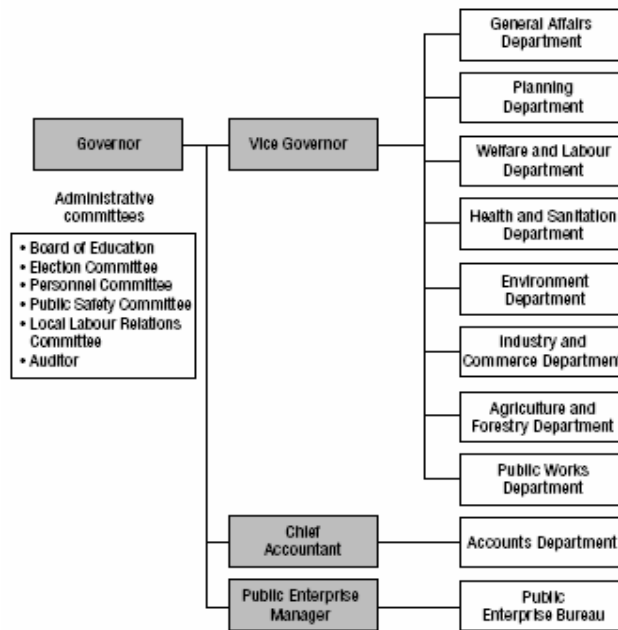 General Affairs
Department
Planning
Department
Governor
Vice Governor
Welfare and Labour
Department
Administrative
committees
Health and Sanitation
Department
• Board of Education
• Election Committee
• Personnel Committee
• Public Safety Committee
• Local Labour Relations
Committee
• Auditor
Environment
Department
Industry and
Commerce Department
Agriculture and
Forestry Department
Public Works
Department
Chief
Accountant
Accounts Department
Public Enterprise
Manager
Public
Enterprise Bureau